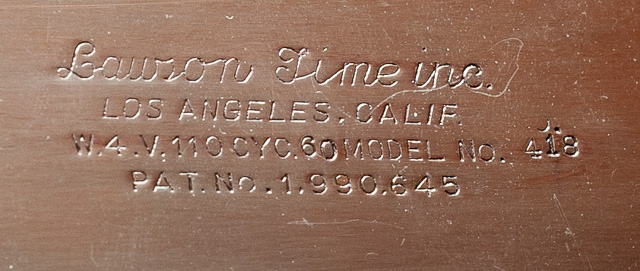 Lawson Time inc.
LOS ANGELES. CALIF.
W.4.V.110 CYC.60 MODEL No. 418
PAT. No. 1,990,645